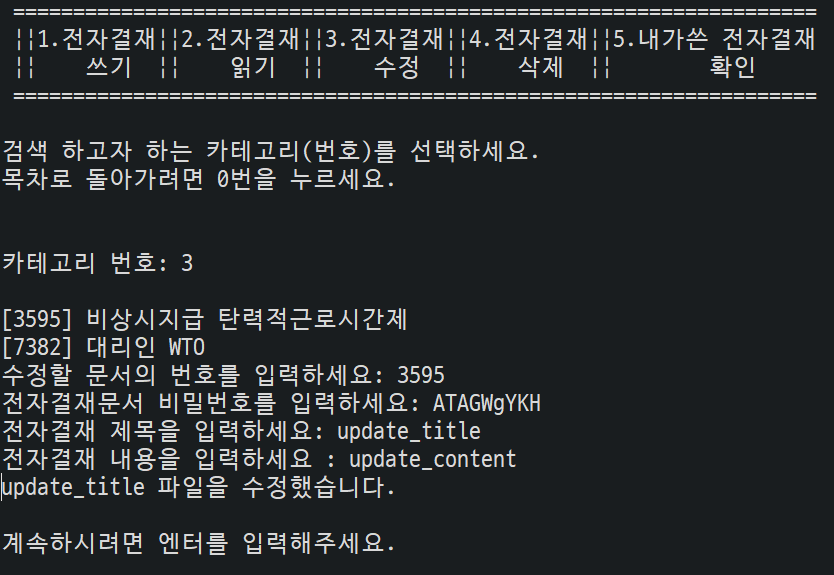 ===================================================================
¦¦1.전자결재¦¦2.전자결재¦¦3.전자결재¦¦4.전자결재¦¦5.내가쓴 전자결재
¦¦ 쓰기 ¦¦ 읽기 ¦¦ 수정 ¦¦ 삭제 ¦¦ 확인
===================================================================
검색 하고자 하는 카테고리(번호)를 선택하세요.
목차로 돌아가려면 0번을 누르세요.
카테고리 번호: 3
[3595] 비상시지급 탄력적근로시간제
[7382] 대리인 WTO
수정할 문서의 번호를 입력하세요: 3595
전자결재문서 비밀번호를 입력하세요: ATAGWgYKH
전자결재 제목을 입력하세요: update_title
전자결재 내용을 입력하세요 : update_content
update_title 파일을 수정했습니다.
계속하시려면 엔터를 입력해주세요.